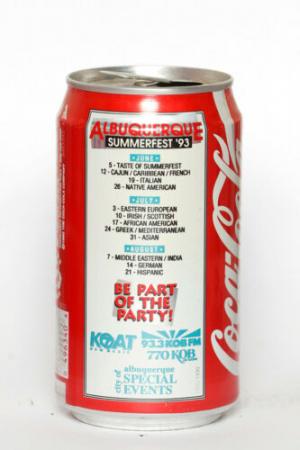 ALBUQUERQUE
SUMMERFEST '93
• JUNE •
5 - TASTE OF SUMMERFEST
12 - CAJUN / CARIBBEAN / FRENCH
19 - ITALIAN
26 - NATIVE AMERICAN
• JULY •
3 - EASTERN EUROPEAN
10 - IRISH / SCOTTISH
17 - AFRICAN AMERICAN
24 - GREEK / MEDITERRANEAN
31 - ASIAN
• AUGUST •
7 - MIDDLE EASTERN / INDIA
14 - GERMAN
21 - HISPANIC
BE PART
OF THE
PARTY!
KOAT
NEW MEXICO
93.3 KOB FM
770 KOB
city of albuquerque
SPECIAL
EVENTS
Coca-Cola